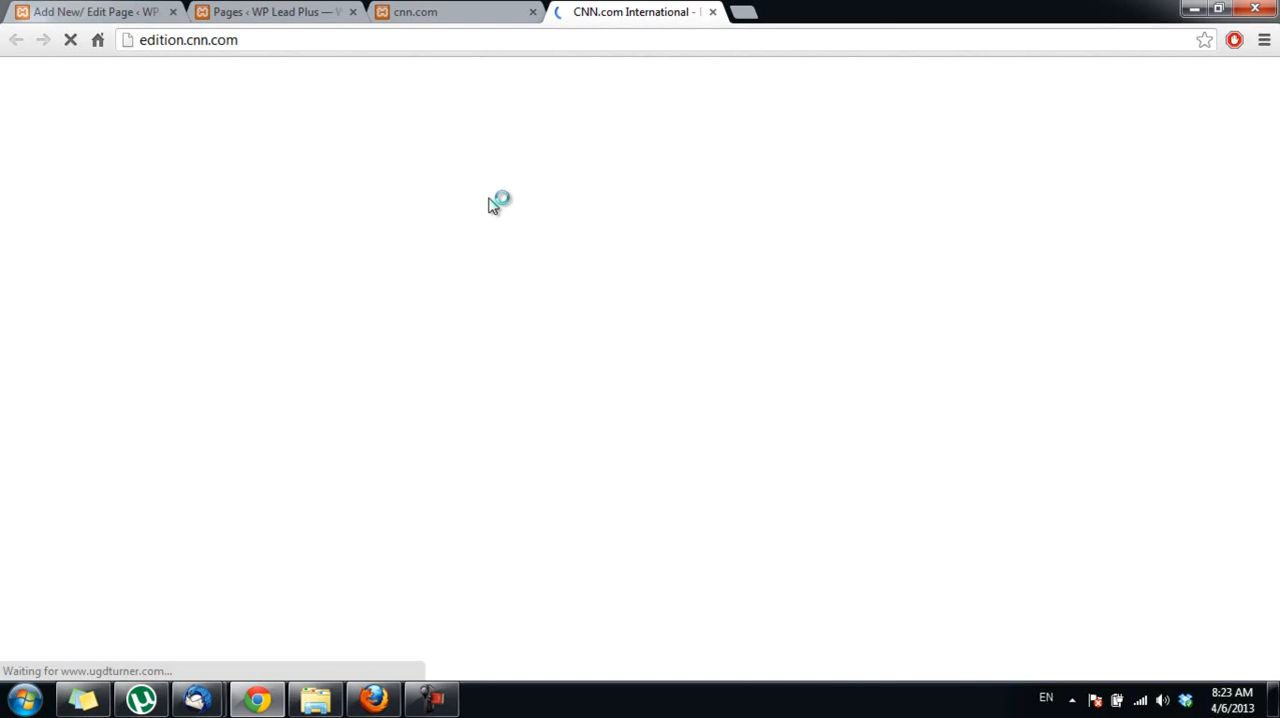 Add New/ Edit Page ‹ WP
Pages ‹ WP Lead Plus —
cnn.com
CNN.com International -
edition.cnn.com
Waiting for www.ugdturner.com...
EN
8:23 AM
4/6/2013